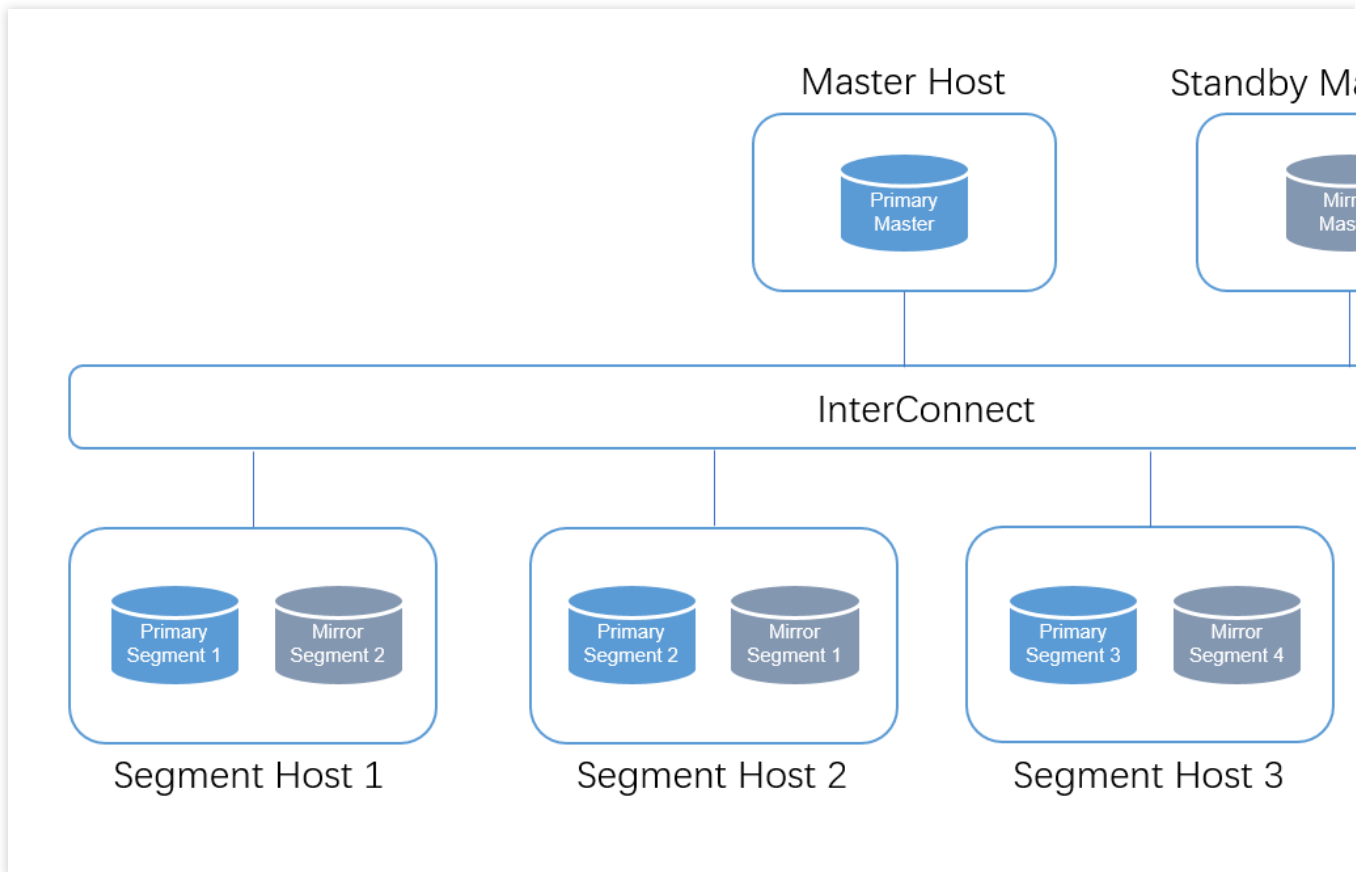 Master Host
Standby
Primary
Master
InterConnect
Primary
Segment 1
Mirror
Segment 2
Primary
Segment 2
Mirror
Segment 1
Primary
Segment 3
Mirror
Segment 4
Segment Host 1
Segment Host 2
Segment Host 3